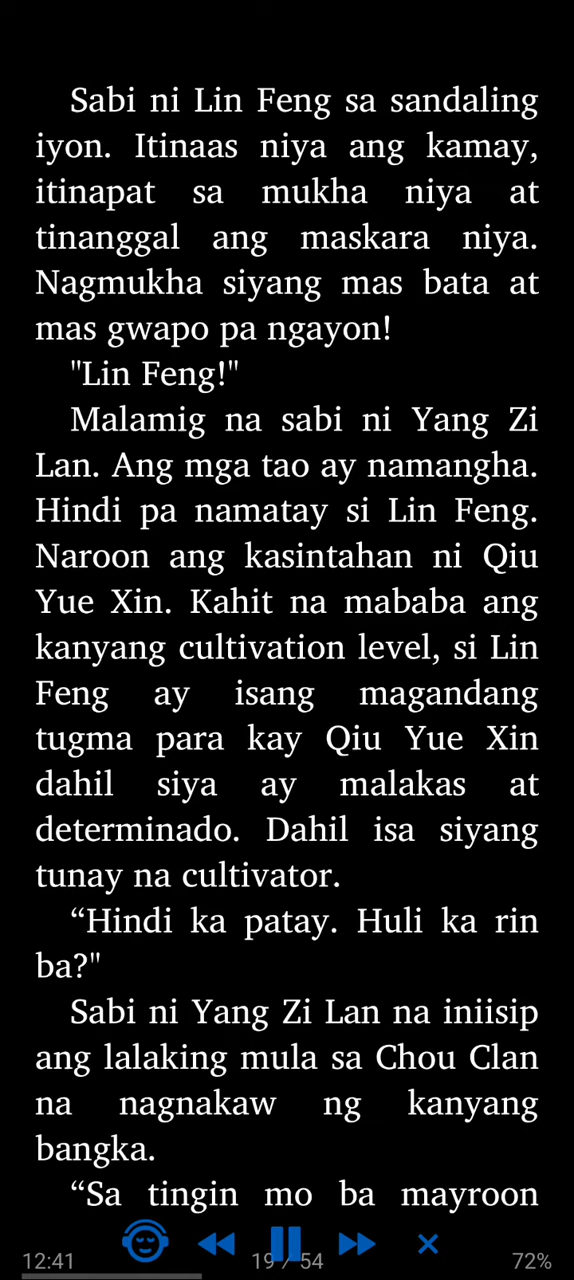 Sabi ni Lin Feng sa sandaling
iyon. Itinaas niya ang kamay,
itinapat sa mukha niya at
tinanggal ang maskara niya.
Nagmukha siyang mas bata at
mas gwapo pa ngayon!
"Lin Feng!"
Malamig na sabi ni Yang Zi
Lan. Ang mga tao ay namangha.
Hindi pa namatay si Lin Feng.
Naroon ang kasintahan ni Qiu
Yue Xin. Kahit na mababa ang
kanyang cultivation level, si Lin
Feng ay isang magandang
tugma para kay Qiu Yue Xin
dahil siya ay malakas at
determinado. Dahil isa siyang
tunay na cultivator.
“Hindi ka patay. Huli ka rin
ba?"
Sabi ni Yang Zi Lan na iniisip
ang lalaking mula sa Chou Clan
na nagnakaw ng kanyang
bangka.
“Sa tingin mo ba mayroon
12:41 19 / 54 72%